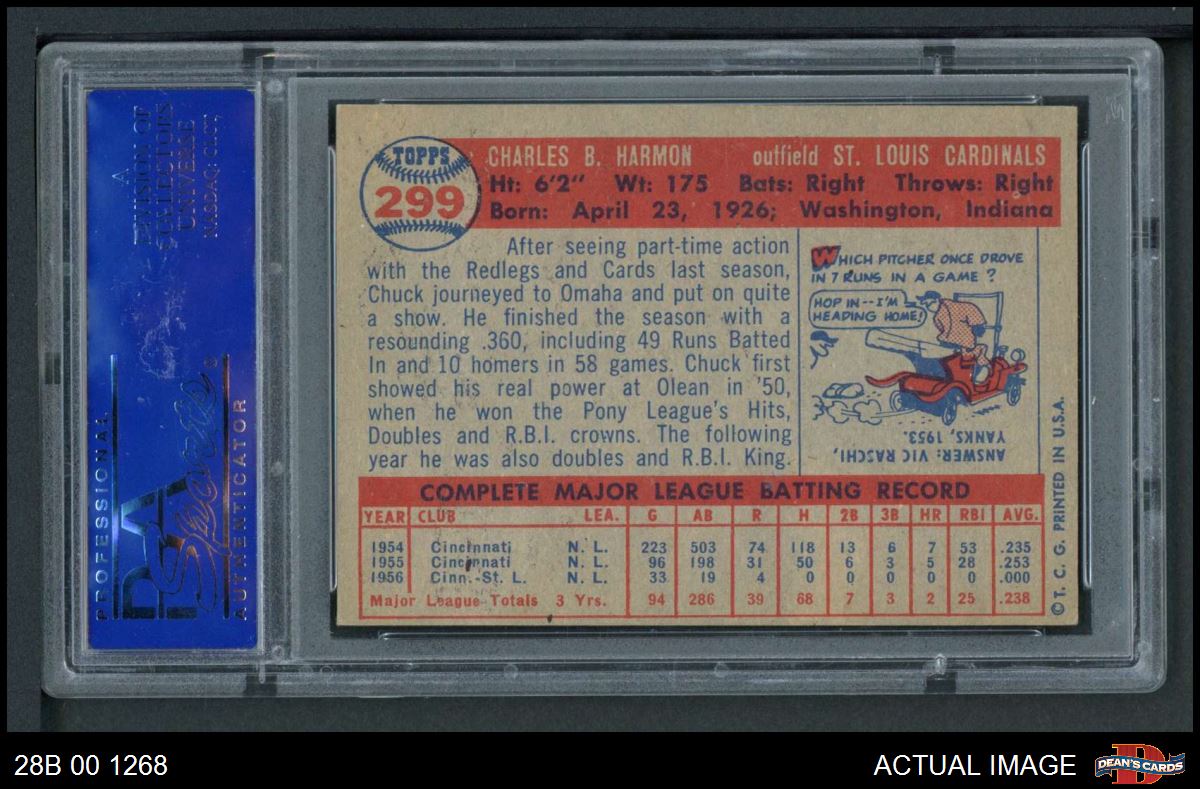 A
DIVISION OF
COLLECTORS
UNIVERSE
NASDAQ: CLCT
PROFESSIONAL
PSA
Sports
AUTHENTICATOR
TOPPS
299
CHARLES B. HARMON outfield ST. LOUIS CARDINALS
Ht: 6'2" Wt: 175 Bats: Right Throws: Right
Born: April 23, 1926; Washington, Indiana
After seeing part-time action
with the Redlegs and Cards last season,
Chuck journeyed to Omaha and put on quite
a show. He finished the season with a
resounding .360, including 49 Runs Batted
In and 10 homers in 58 games. Chuck first
showed his real power at Olean in '50,
when he won the Pony League's Hits,
Doubles and R.B.I. crowns. The following
year he was also doubles and R.B.I. King.
WHICH PITCHER ONCE DROVE
IN 7 RUNS IN A GAME?
HOP IN--I'M
HEADING HOME!
ANSWER: VIC RASCHI,
YANKS, 1953.
COMPLETE MAJOR LEAGUE BATTING RECORD
YEAR CLUB LEA. G AB R H 2B 3B HR RBI AVG.
1954 Cincinnati N. L. 223 503 74 118 13 6 7 53 .235
1955 Cincinnati N. L. 96 198 31 50 6 3 5 28 .253
1956 Cinn.-St. L. N. L. 33 19 4 0 0 0 0 0 .000
Major League Totals 3 Yrs. 94 286 39 68 7 3 2 25 .238
© T. C. G. PRINTED IN U.S.A.
28B 00 1268
ACTUAL IMAGE
D
DEAN'S CARDS